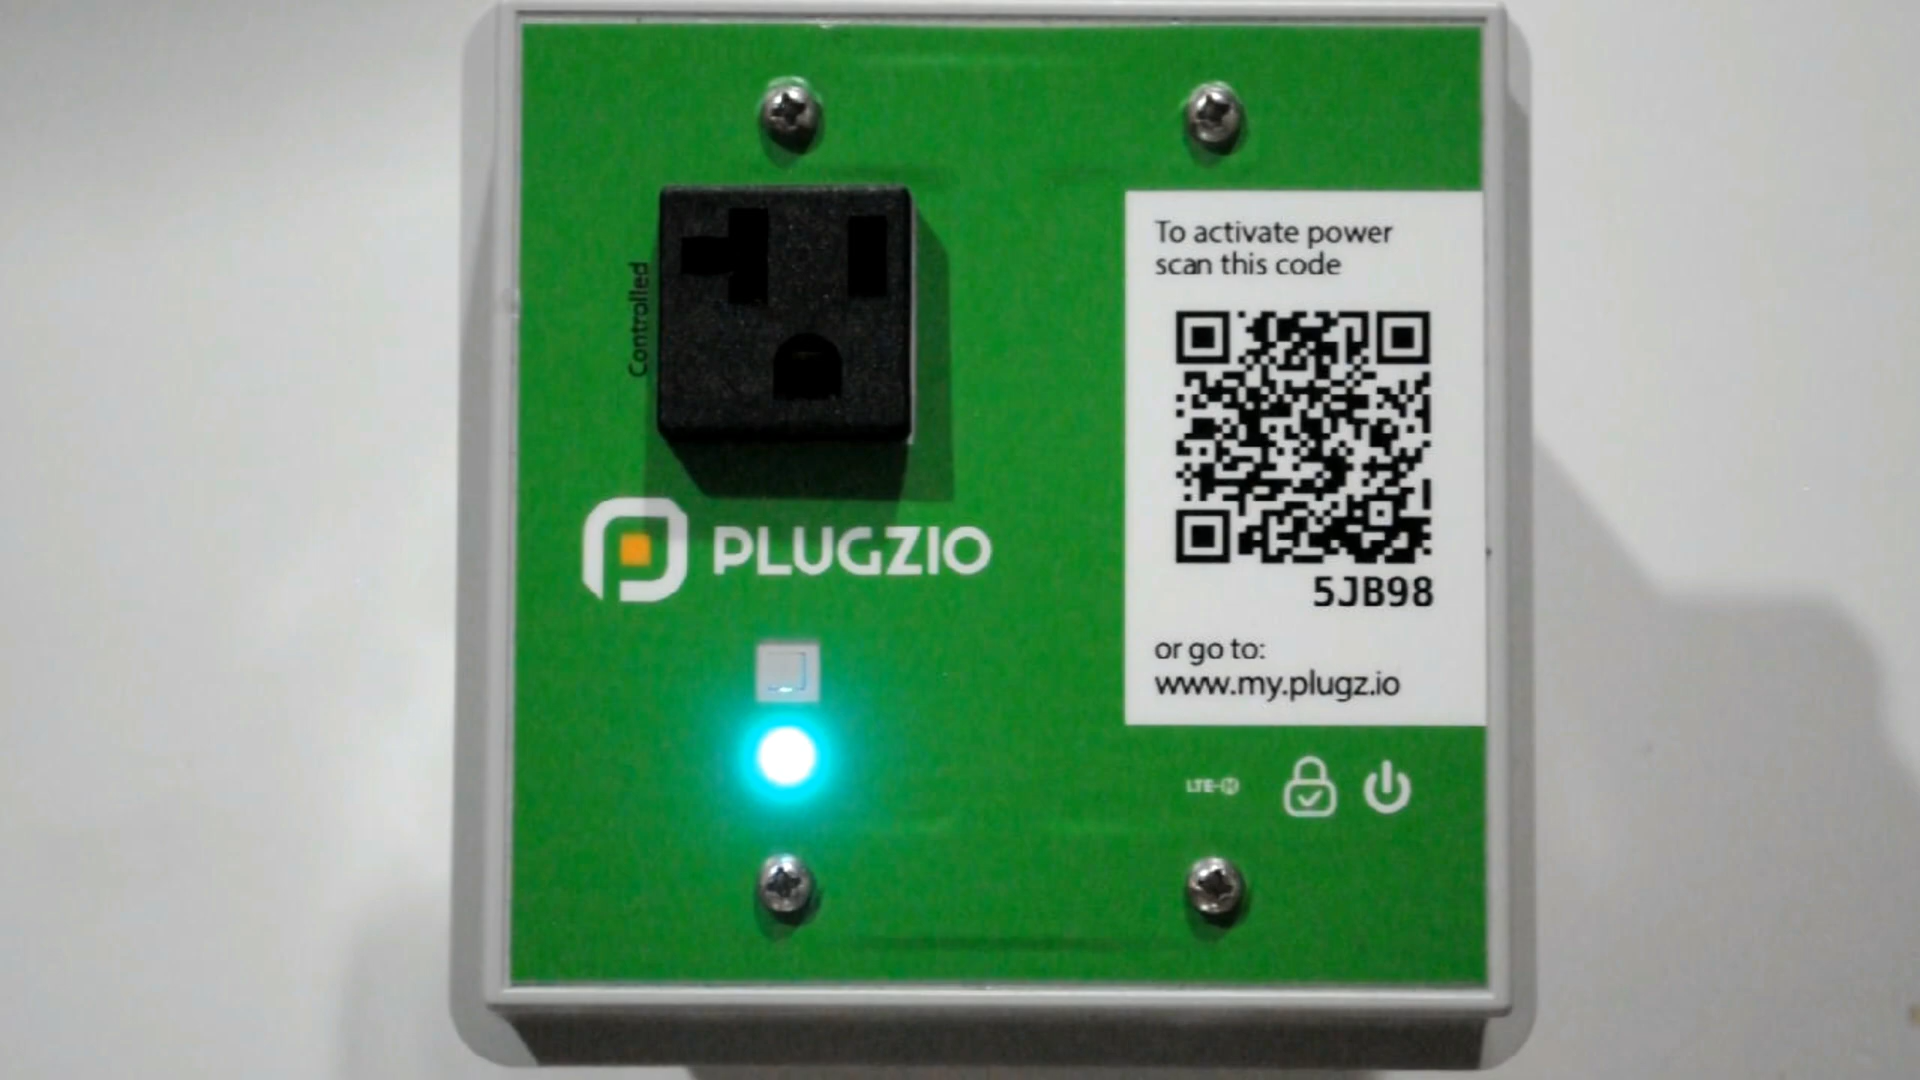 To activate power
scan this code
Controlled
PLUGZIO
5JB98
or go to:
www.my.plugz.io
LTE-M